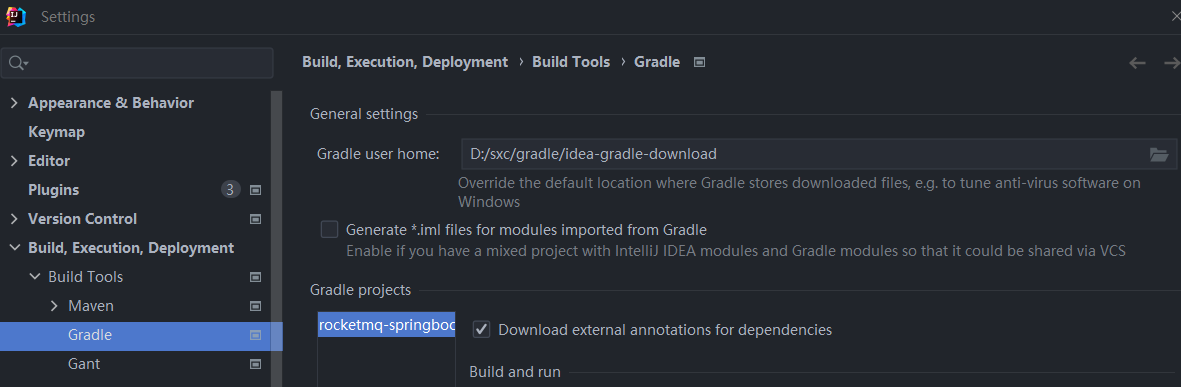 Settings
Build, Execution, Deployment › Build Tools › Gradle
Appearance & Behavior
Keymap
Editor
Plugins 3
Version Control
Build, Execution, Deployment
Build Tools
Maven
Gradle
Gant
General settings
Gradle user home: D:/sxc/gradle/idea-gradle-download
Override the default location where Gradle stores downloaded files, e.g. to tune anti-virus software on
Windows
Generate *.iml files for modules imported from Gradle
Enable if you have a mixed project with IntelliJ IDEA modules and Gradle modules so that it could be shared via VCS
Gradle projects
rocketmq-springboo
Download external annotations for dependencies
Build and run